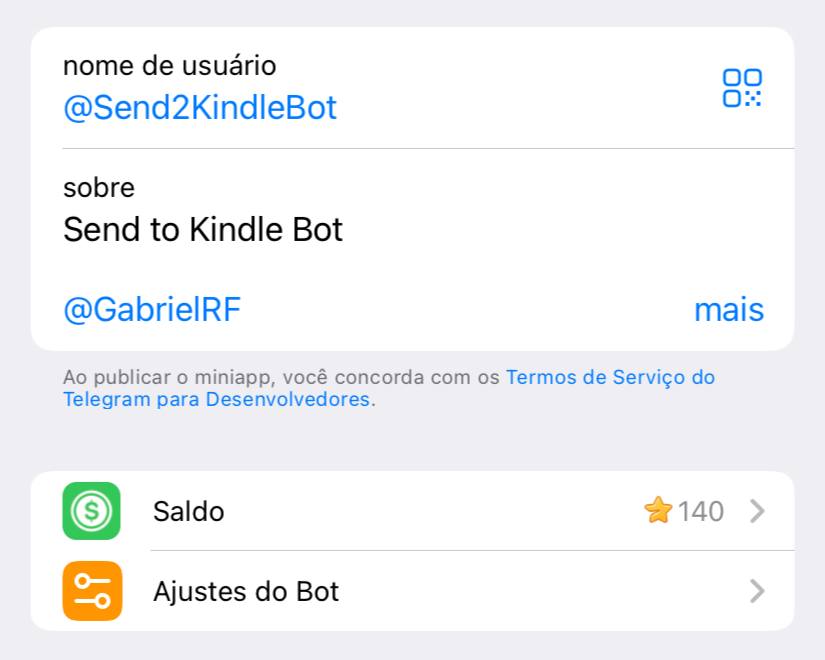 nome de usuário
@Send2KindleBot
sobre
Send to Kindle Bot
@GabrielRF
mais
Ao publicar o miniapp, você concorda com os Termos de Serviço do
Telegram para Desenvolvedores.
Saldo
140
Ajustes do Bot